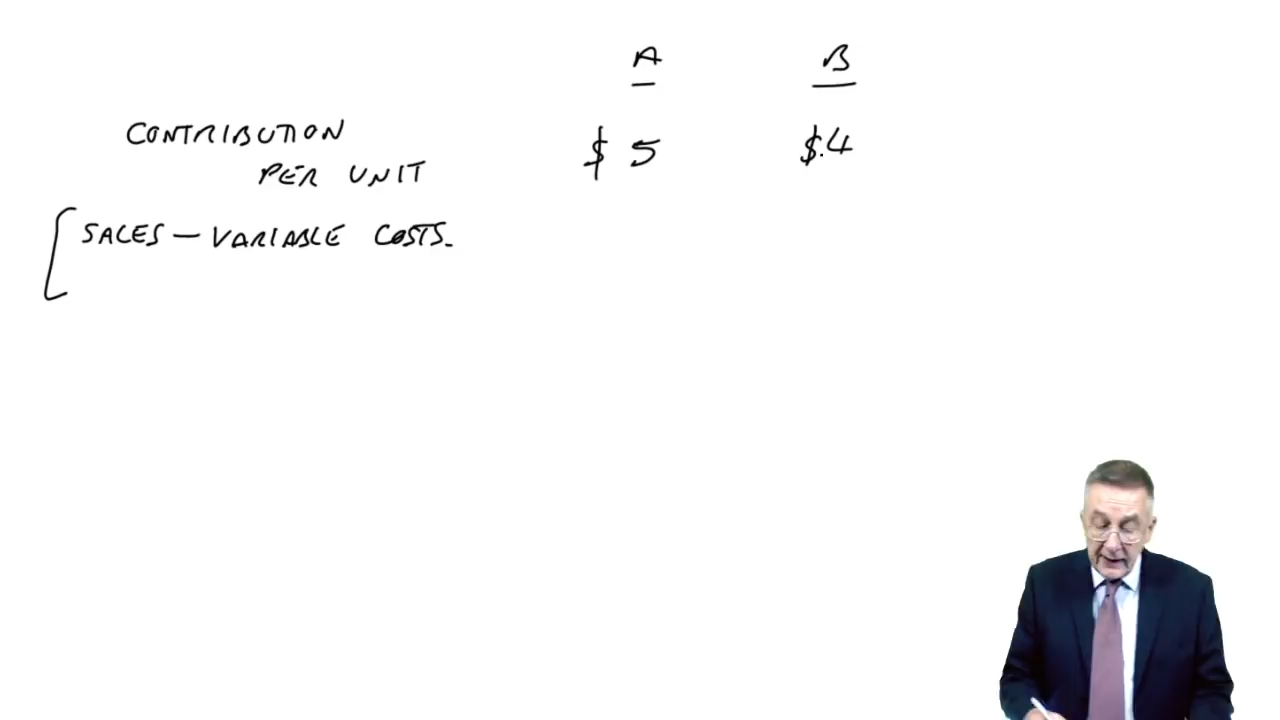 A B
CONTRIBUTION
PER UNIT $ 5 $.4
SALES — VARIABLE COSTS.